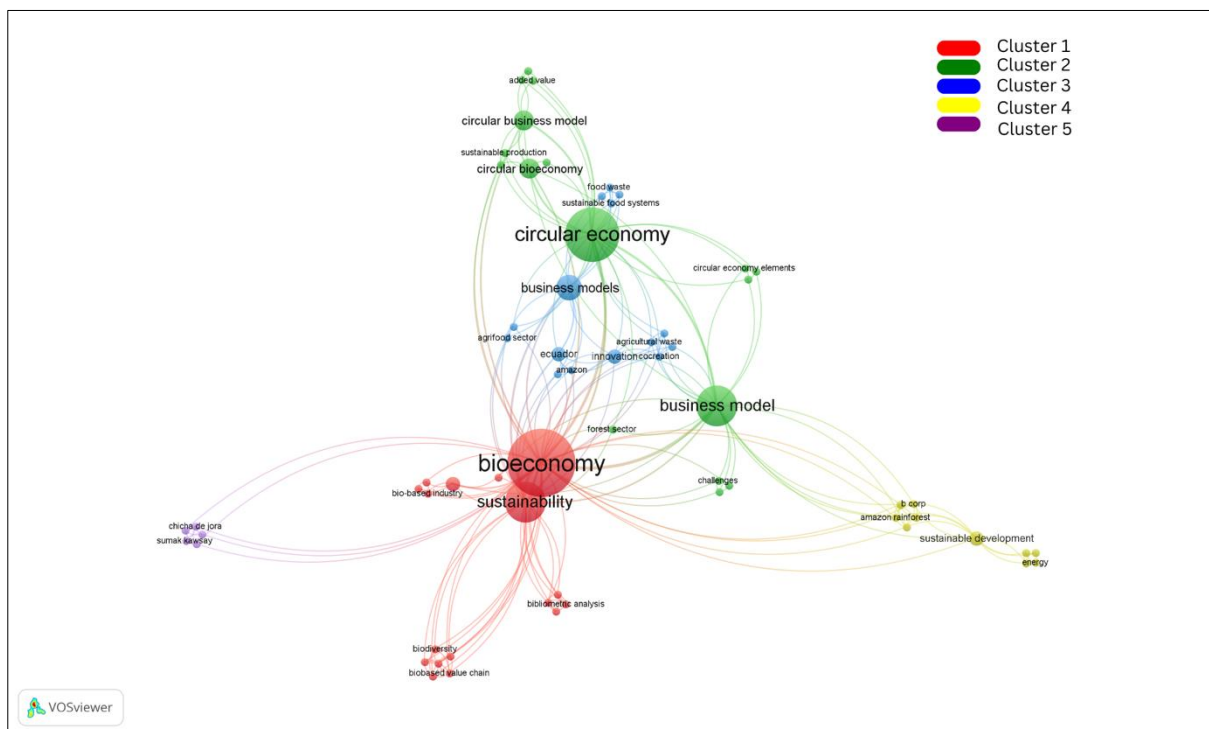 Cluster 1
Cluster 2
Cluster 3
Cluster 4
Cluster 5
added value
circular business model
sustainable production
circular bioeconomy
food waste
sustainable food systems
circular economy
circular economy elements
business models
agrifood sector
agricultural waste
ecuador
innovation
cocreation
amazon
business model
forest sector
bioeconomy
challenges
bio-based industry
sustainability
b corp
amazon rainforest
chicha de jora
sumak kawsay
sustainable development
energy
bibliometric analysis
biodiversity
biobased value chain
VOSviewer